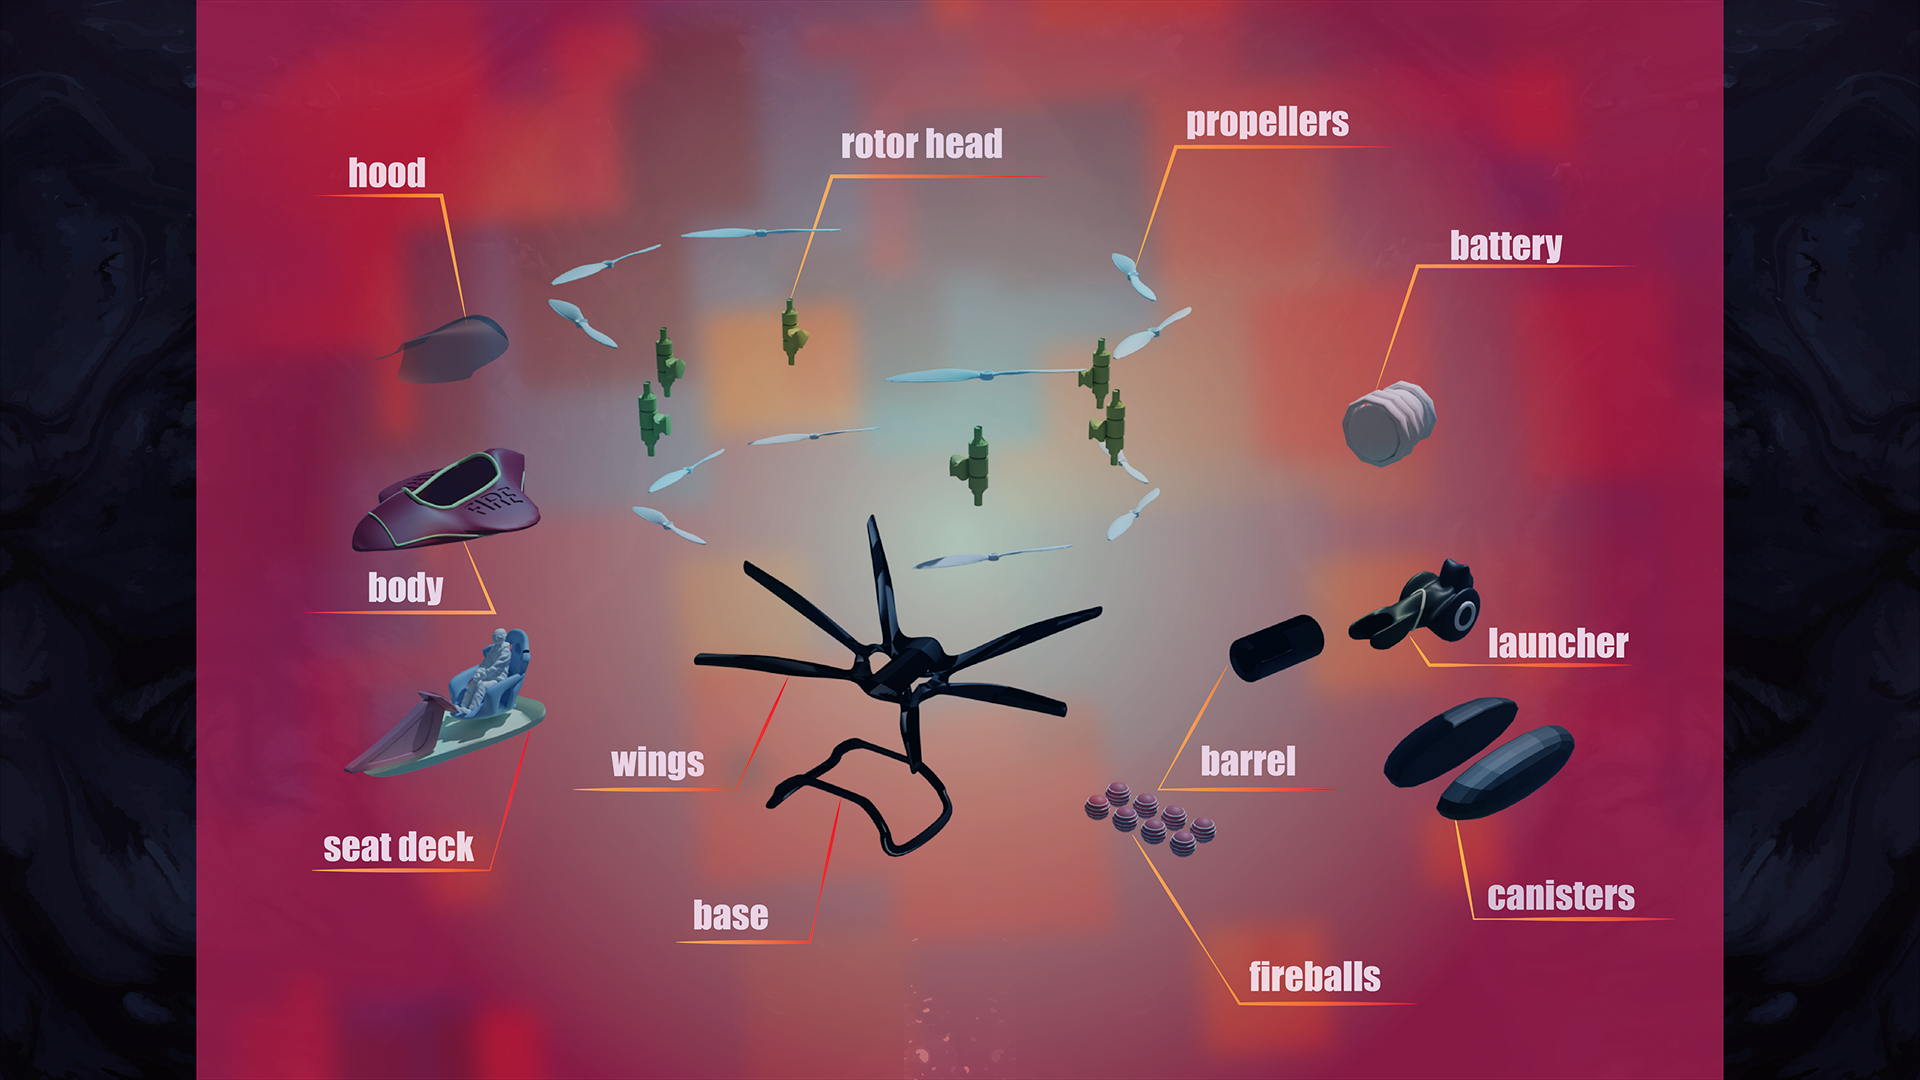 propellers
rotor head
hood
battery
FIRE
body
launcher
wings
barrel
seat deck
canisters
base
fireballs